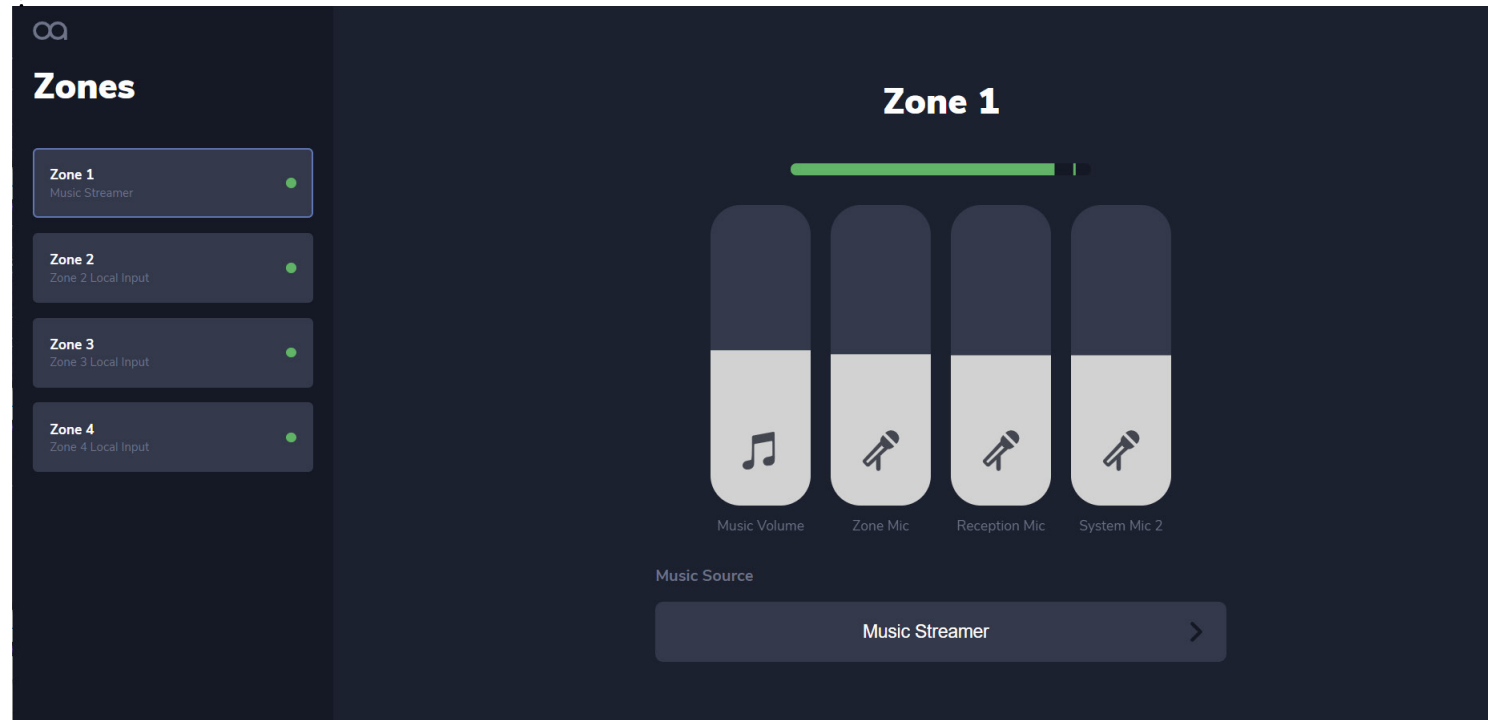 Zones
Zone 1
Music Streamer
Zone 2
Zone 2 Local Input
Zone 3
Zone 3 Local Input
Zone 4
Zone 4 Local Input
Zone 1
Music Volume
Zone Mic
Reception Mic
System Mic 2
Music Source
Music Streamer